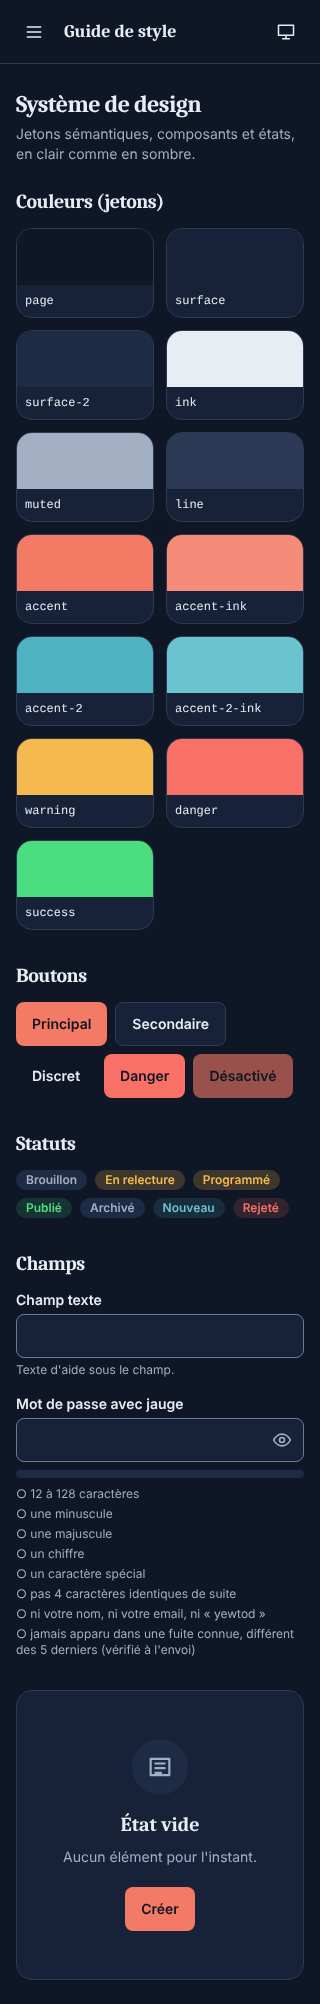 Guide de style
Système de design
Jetons sémantiques, composants et états,
en clair comme en sombre.
Couleurs (jetons)
page
surface
surface-2
ink
muted
line
accent
accent-ink
accent-2
accent-2-ink
warning
danger
success
Boutons
Principal
Secondaire
Discret
Danger
Désactivé
Statuts
Brouillon
En relecture
Programmé
Publié
Archivé
Nouveau
Rejeté
Champs
Champ texte
Texte d'aide sous le champ.
Mot de passe avec jauge
12 à 128 caractères
une minuscule
une majuscule
un chiffre
un caractère spécial
pas 4 caractères identiques de suite
ni votre nom, ni votre email, ni « yewtod »
jamais apparu dans une fuite connue, différent
des 5 derniers (vérifié à l'envoi)
État vide
Aucun élément pour l'instant.
Créer